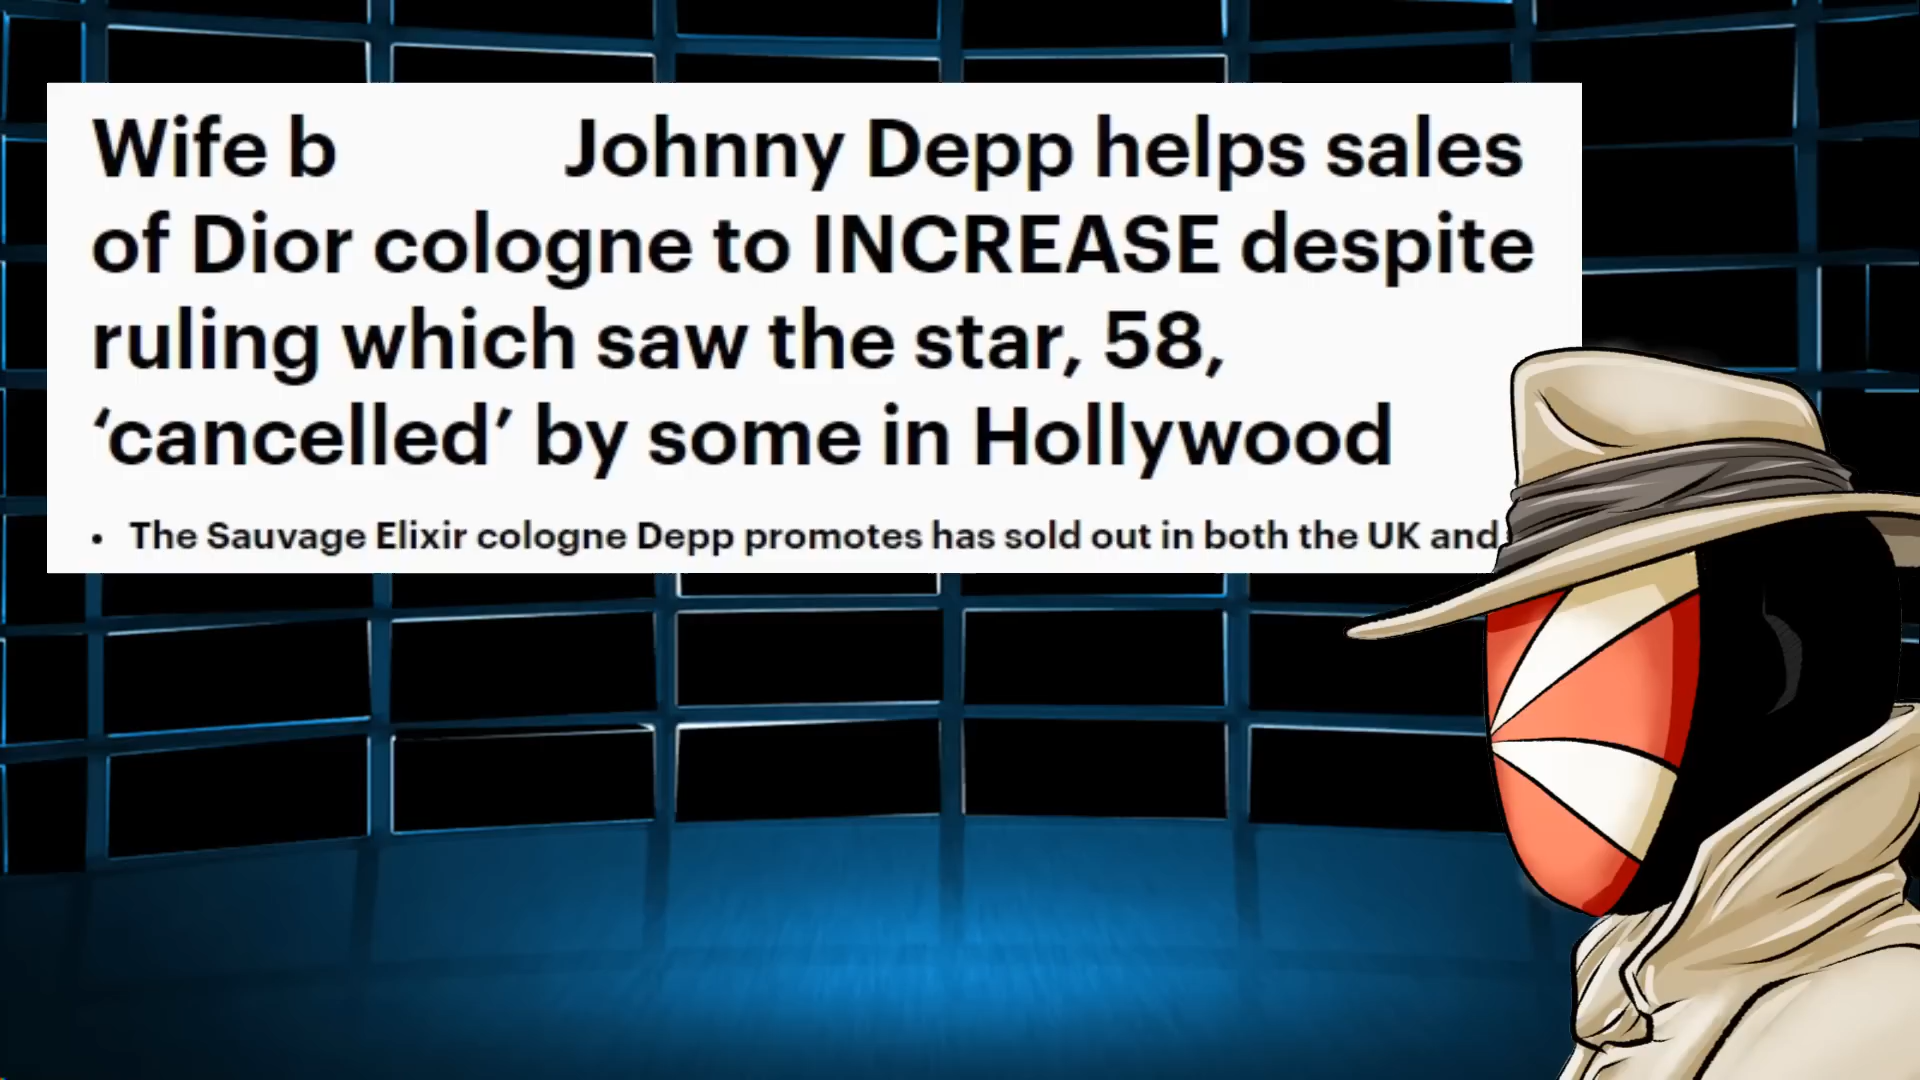 Wife b Johnny Depp helps sales
of Dior cologne to INCREASE despite
ruling which saw the star, 58,
‘cancelled’ by some in Hollywood
• The Sauvage Elixir cologne Depp promotes has sold out in both the UK and